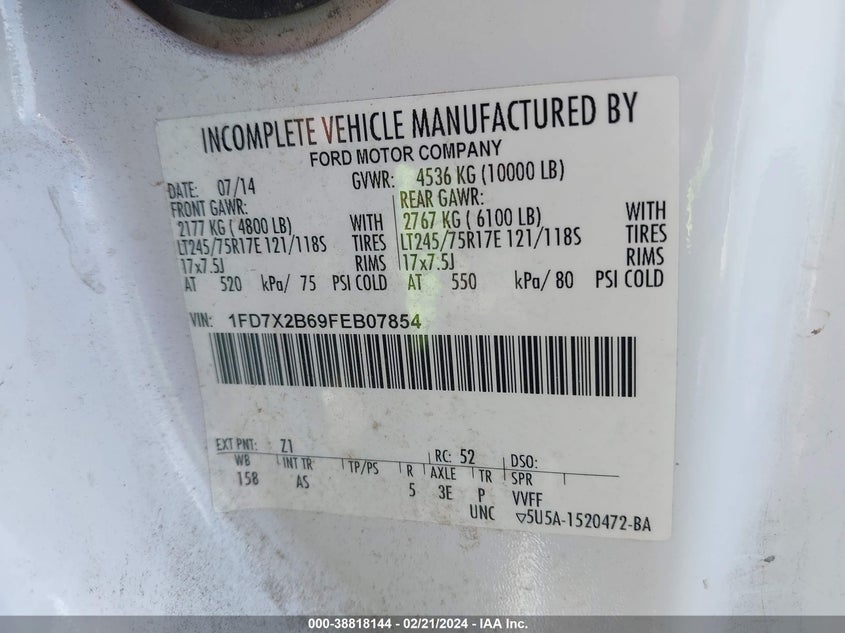 INCOMPLETE VEHICLE MANUFACTURED BY
FORD MOTOR COMPANY
DATE: 07/14 GVWR: 4536 KG (10000 LB)
FRONT GAWR: REAR GAWR:
2177 KG ( 4800 LB) WITH 2767 KG ( 6100 LB) WITH
LT245/75R17E 121/118S TIRES LT245/75R17E 121/118S TIRES
17x7.5J RIMS 17x7.5J RIMS
AT 520 kPa/ 75 PSI COLD AT 550 kPa/ 80 PSI COLD
VIN: 1FD7X2B69FEB07854
EXT PNT: Z1 RC: 52 DSO:
WB INT TR TP/PS R AXLE TR SPR
158 AS 5 3E P VVFF
UNC ▽5U5A-1520472-BA
000-38818144 - 02/21/2024 - IAA Inc.